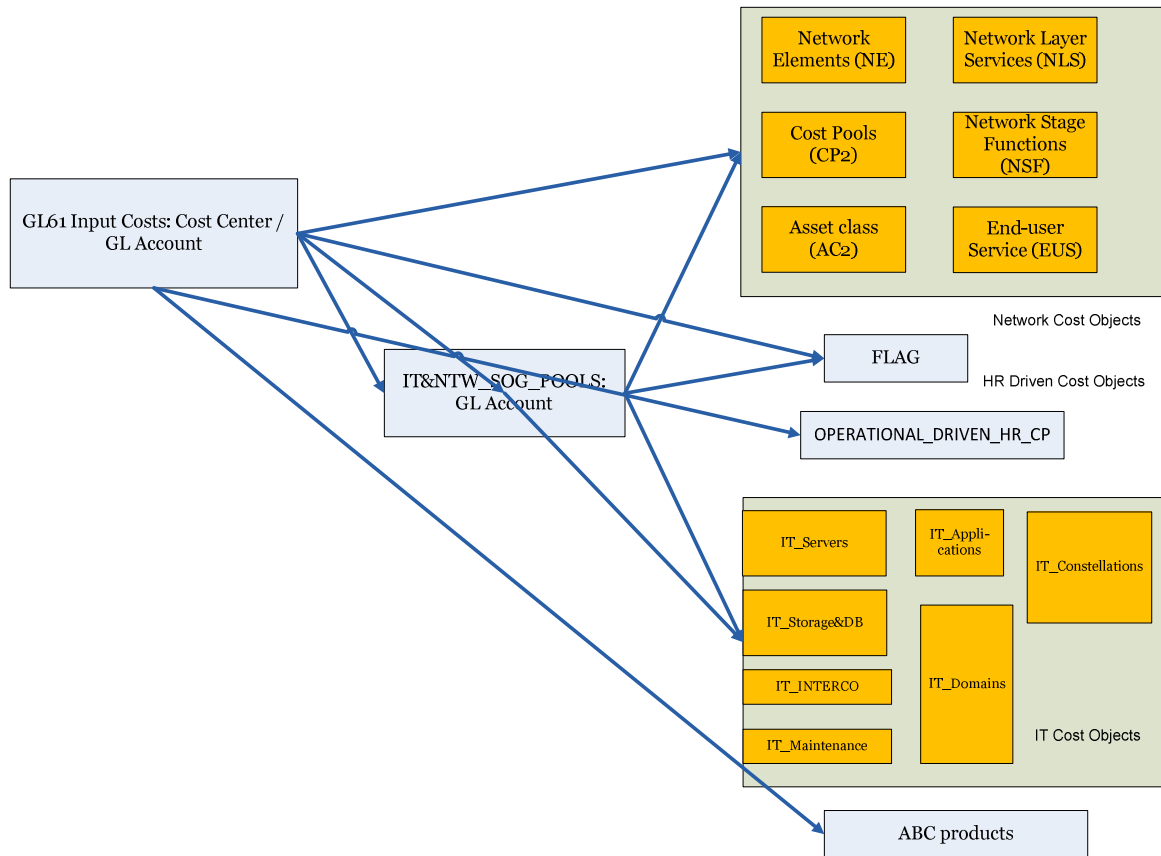 Network
Elements (NE)
Network Layer
Services (NLS)
Cost Pools
(CP2)
Network Stage
Functions
(NSF)
Asset class
(AC2)
End-user
Service (EUS)
Network Cost Objects
GL61 Input Costs: Cost Center /
GL Account
IT&NTW_SOG_POOLS:
GL Account
FLAG
HR Driven Cost Objects
OPERATIONAL_DRIVEN_HR_CP
IT_Servers
IT_Appli-
cations
IT_Constellations
IT_Storage&DB
IT_INTERCO
IT_Domains
IT_Maintenance
IT Cost Objects
ABC products